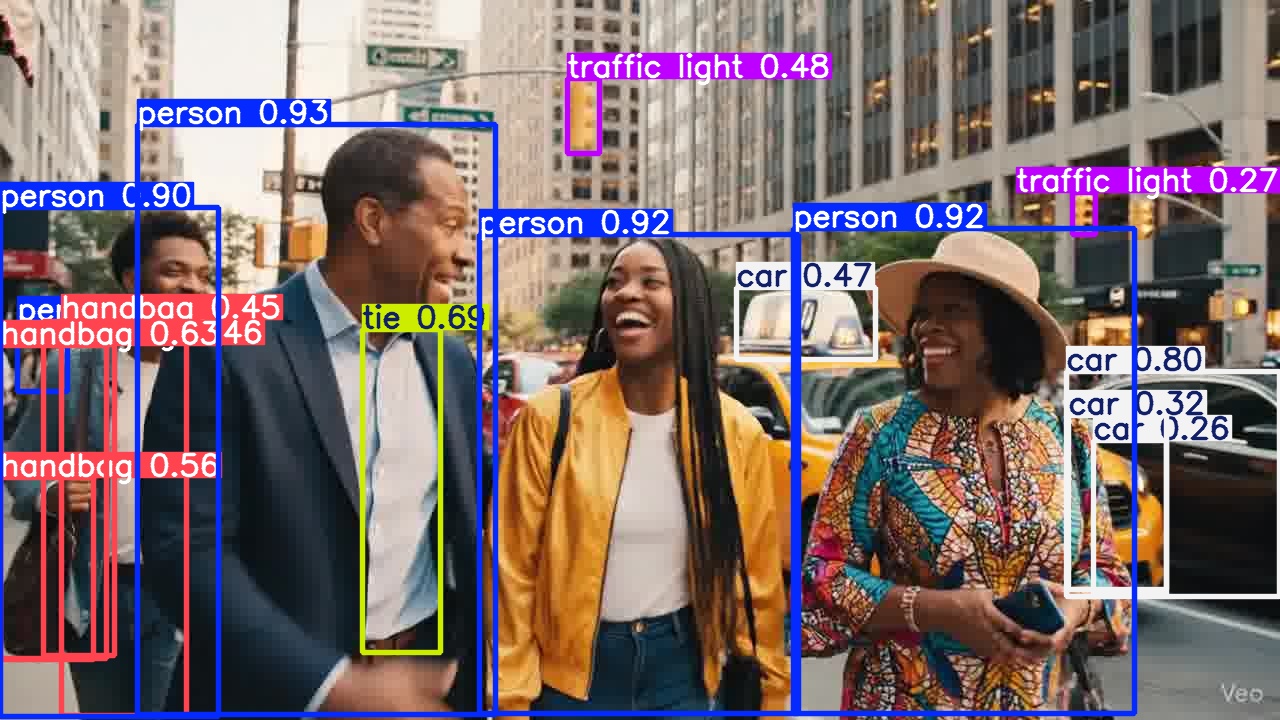 traffic light 0.48
person 0.93
traffic light 0.27
person 0.90
person 0.92
person 0.92
car 0.47
handbag 0.45
tie 0.69
handbag 0.63
46
car 0.80
car 0.32
car 0.26
handbag 0.56
Veo